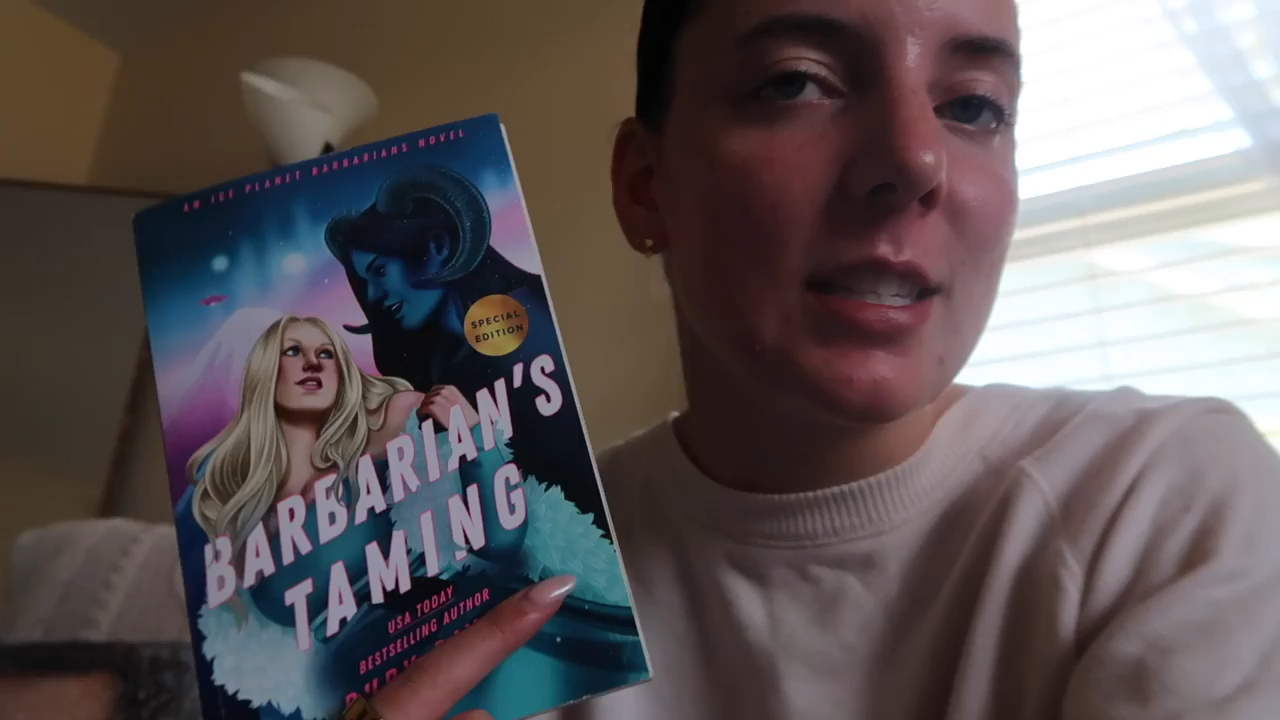 AN ICE PLANET BARBARIANS NOVEL
SPECIAL
EDITION
BARBARIAN'S
TAMING
USA TODAY
BESTSELLING AUTHOR